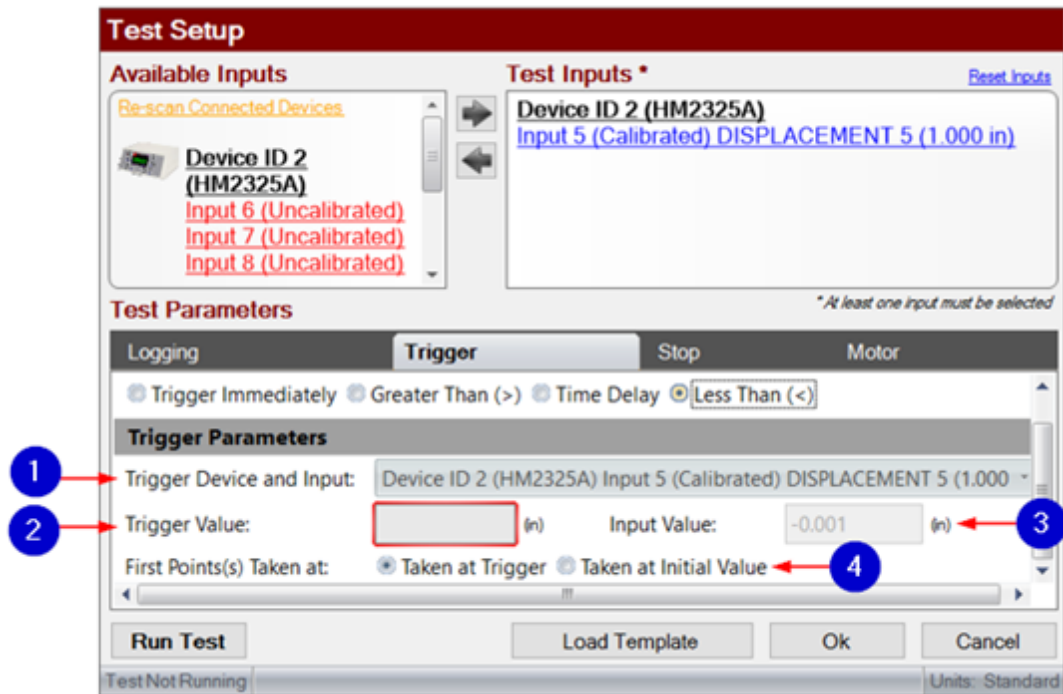 Test Setup
Available Inputs
Test Inputs *
Reset Inputs
Re-scan Connected Devices
Device ID 2
(HM2325A)
Input 6 (Uncalibrated)
Input 7 (Uncalibrated)
Input 8 (Uncalibrated)
Device ID 2 (HM2325A)
Input 5 (Calibrated) DISPLACEMENT 5 (1.000 in)
Test Parameters
* At least one input must be selected
Logging Trigger Stop Motor
Trigger Immediately Greater Than (>) Time Delay Less Than (<)
Trigger Parameters
1 Trigger Device and Input: Device ID 2 (HM2325A) Input 5 (Calibrated) DISPLACEMENT 5 (1.000
2 Trigger Value: (in) Input Value: -0.001 (in) 3
First Points(s) Taken at: Taken at Trigger Taken at Initial Value 4
Run Test Load Template Ok Cancel
Test Not Running Units: Standard